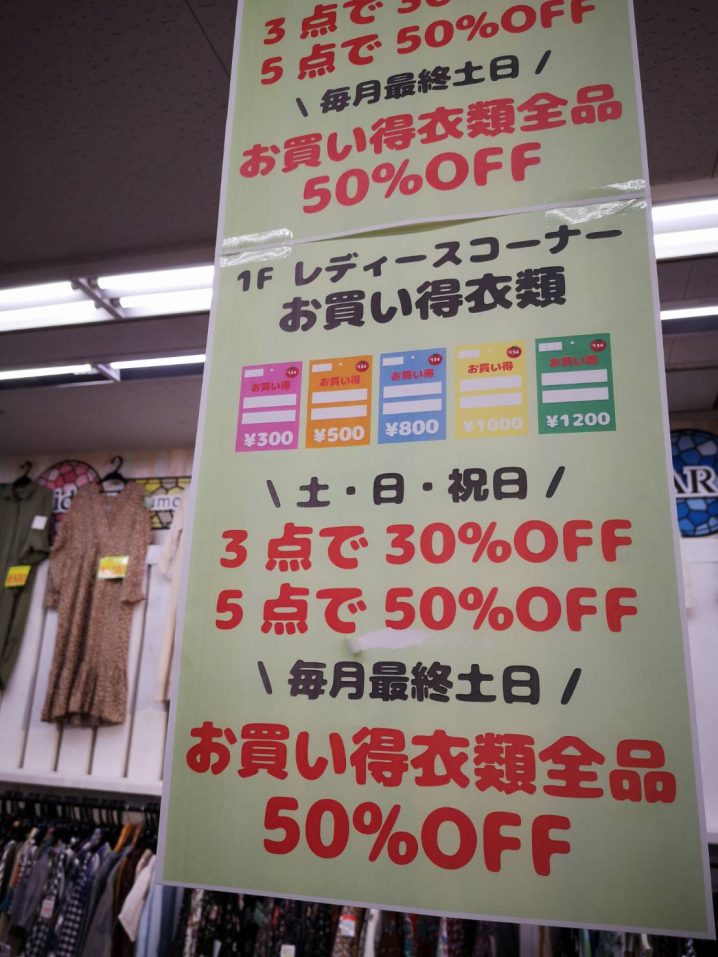 3点で30%OFF
5点で50%OFF
\ 毎月最終土日 /
お買い得衣類全品
50%OFF
1F レディースコーナー
お買い得衣類
お買い得 お買い得 お買い得 お買い得 お買い得
¥300 ¥500 ¥800 ¥1000 ¥1200
\ 土・日・祝日 /
3点で30%OFF
5点で50%OFF
\ 毎月最終土日 /
お買い得衣類全品
50%OFF